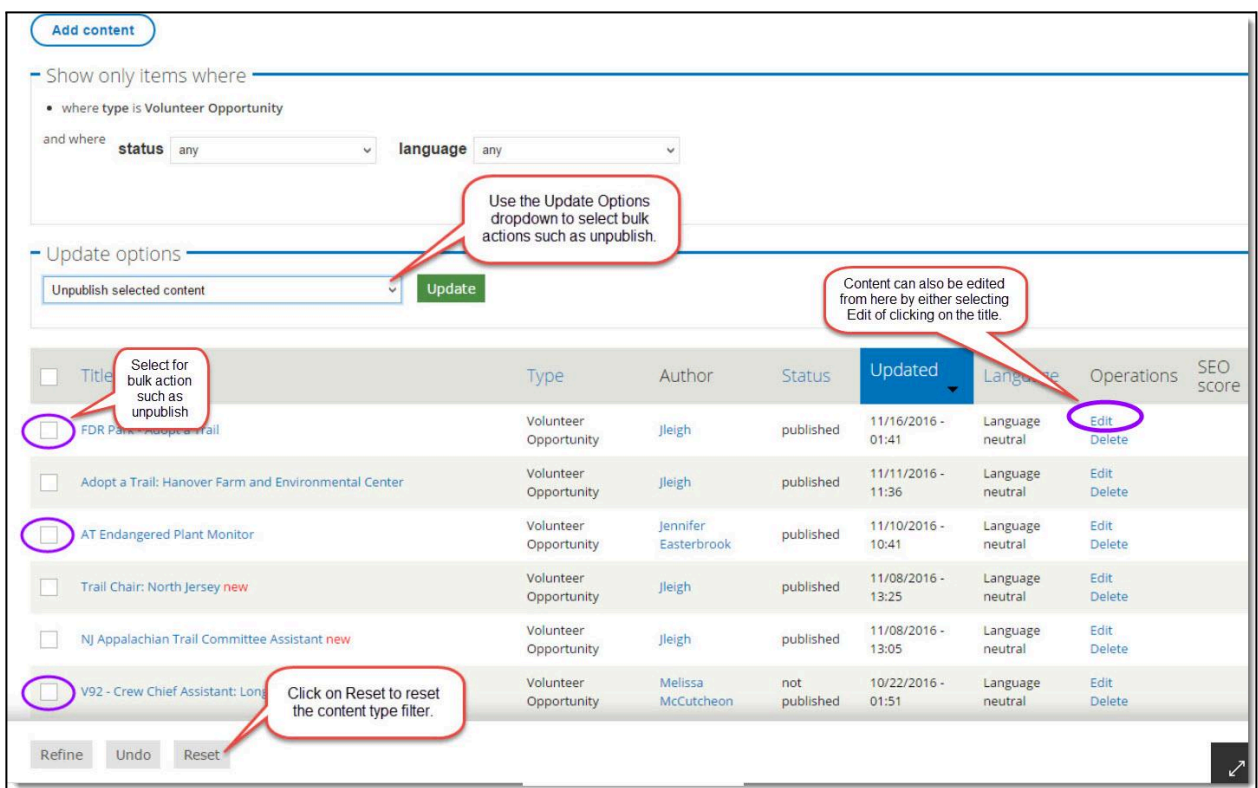 Add content
Show only items where
• where type is Volunteer Opportunity
and where status any language any
Use the Update Options
dropdown to select bulk
actions such as unpublish.
Update options
Unpublish selected content Update
Content can also be edited
from here by either selecting
Edit of clicking on the title.
Select for
bulk action
such as
unpublish
Title Type Author Status Updated Language Operations SEO
score
FDR Park - Adopt a Trail Volunteer Jleigh published 11/16/2016 - Language Edit
Opportunity 01:41 neutral Delete
Adopt a Trail: Hanover Farm and Environmental Center Volunteer Jleigh published 11/11/2016 - Language Edit
Opportunity 11:36 neutral Delete
AT Endangered Plant Monitor Volunteer Jennifer published 11/10/2016 - Language Edit
Opportunity Easterbrook 10:41 neutral Delete
Trail Chair: North Jersey new Volunteer Jleigh published 11/08/2016 - Language Edit
Opportunity 13:25 neutral Delete
NJ Appalachian Trail Committee Assistant new Volunteer Jleigh published 11/08/2016 - Language Edit
Opportunity 13:05 neutral Delete
V92 - Crew Chief Assistant: Volunteer Melissa not 10/22/2016 - Language Edit
Opportunity McCutcheon published 01:51 neutral Delete
Click on Reset to reset
the content type filter.
Refine Undo Reset